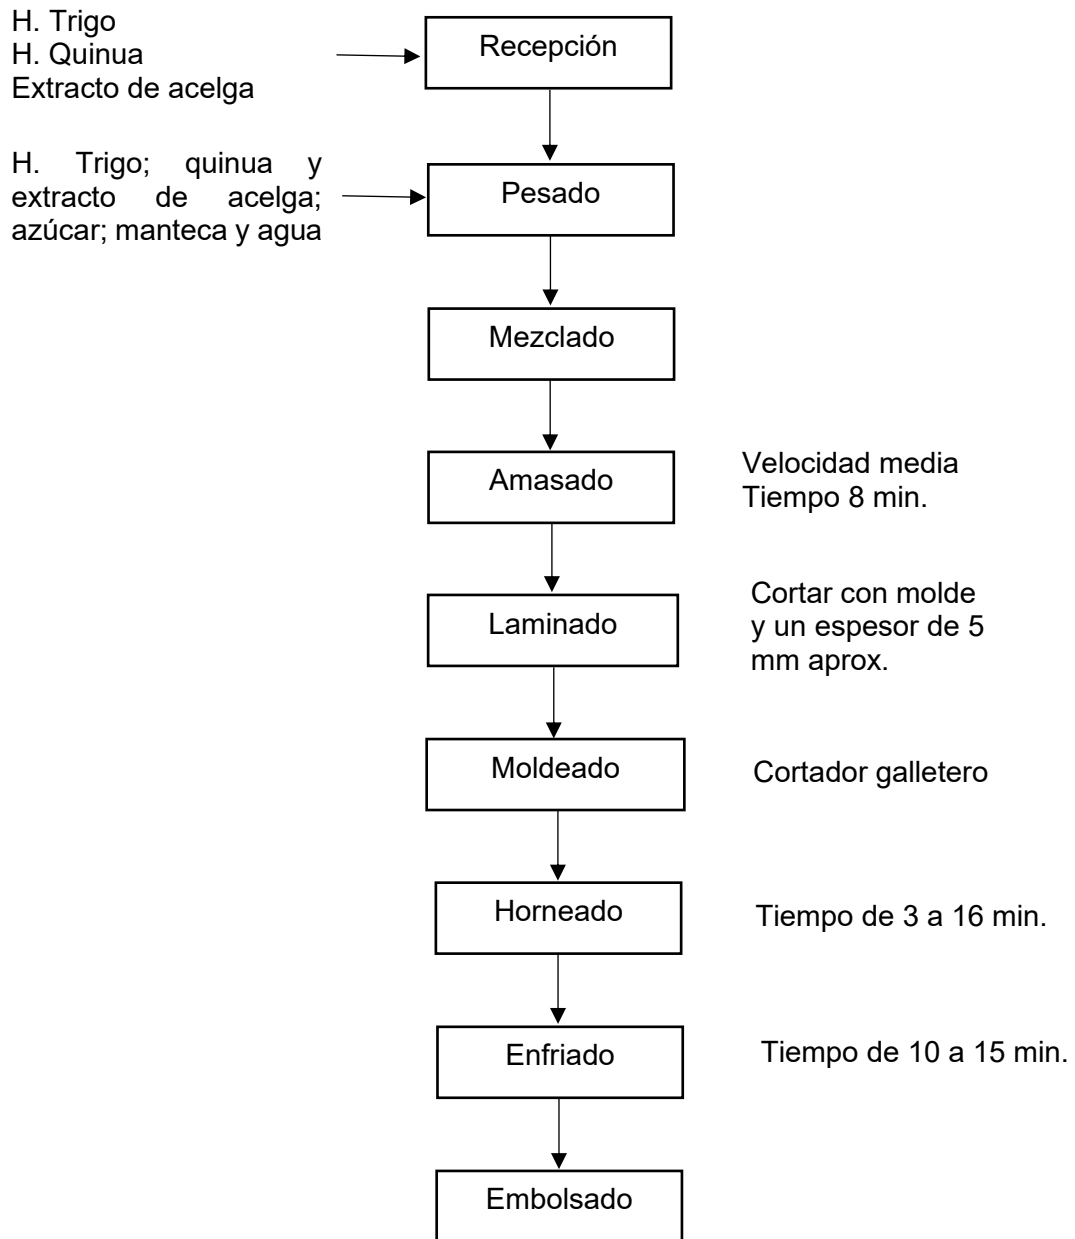 H. Trigo
H. Quinua
Extracto de acelga
Recepción
H. Trigo; quinua y
extracto de acelga;
azúcar; manteca y agua
Pesado
Mezclado
Amasado
Velocidad media
Tiempo 8 min.
Laminado
Cortar con molde
y un espesor de 5
mm aprox.
Moldeado
Cortador galletero
Horneado
Tiempo de 3 a 16 min.
Enfriado
Tiempo de 10 a 15 min.
Embolsado